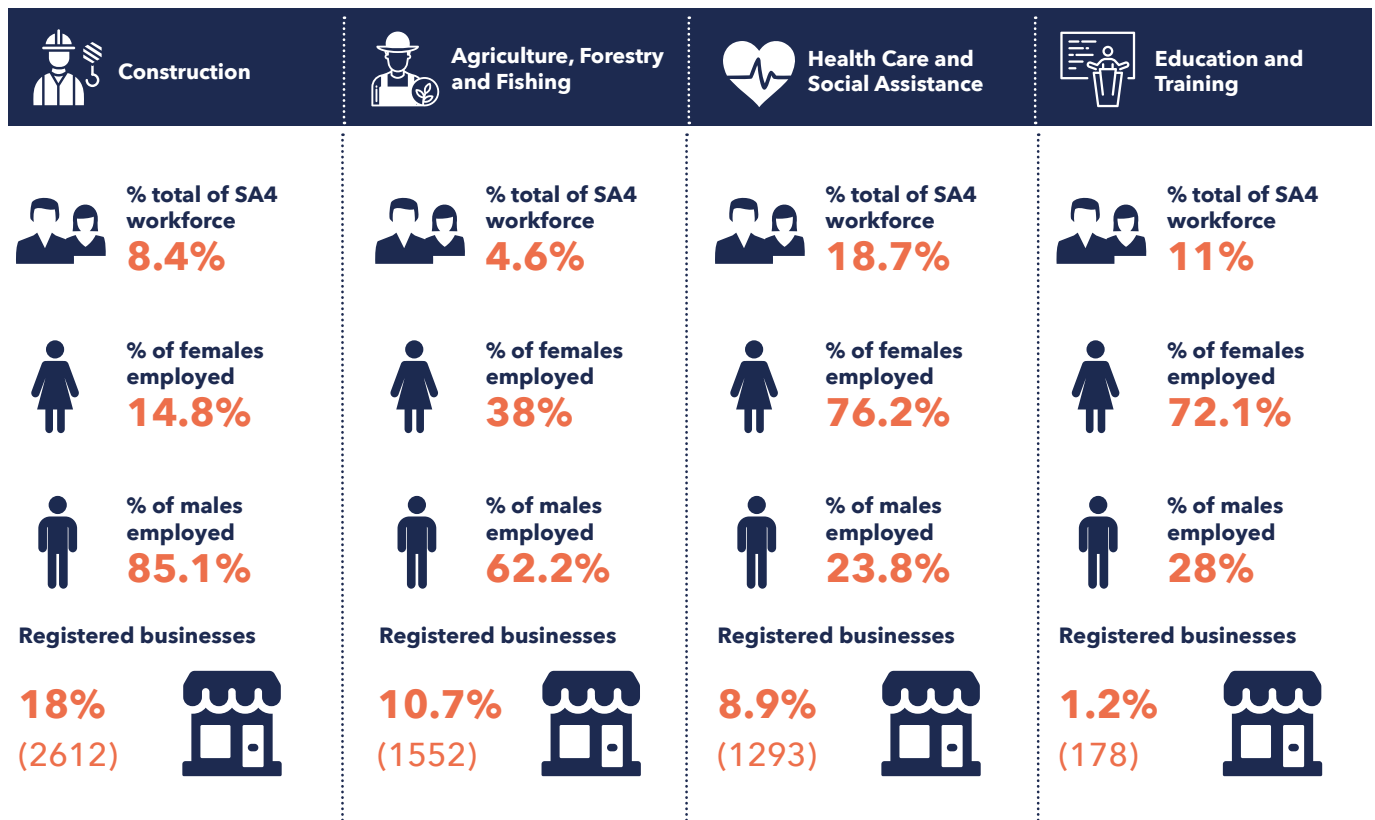 Construction
% total of SA4
workforce
8.4%
% of females
employed
14.8%
% of males
employed
85.1%
Registered businesses
18%
(2612)
Agriculture, Forestry
and Fishing
% total of SA4
workforce
4.6%
% of females
employed
38%
% of males
employed
62.2%
Registered businesses
10.7%
(1552)
Health Care and
Social Assistance
% total of SA4
workforce
18.7%
% of females
employed
76.2%
% of males
employed
23.8%
Registered businesses
8.9%
(1293)
Education and
Training
% total of SA4
workforce
11%
% of females
employed
72.1%
% of males
employed
28%
Registered businesses
1.2%
(178)